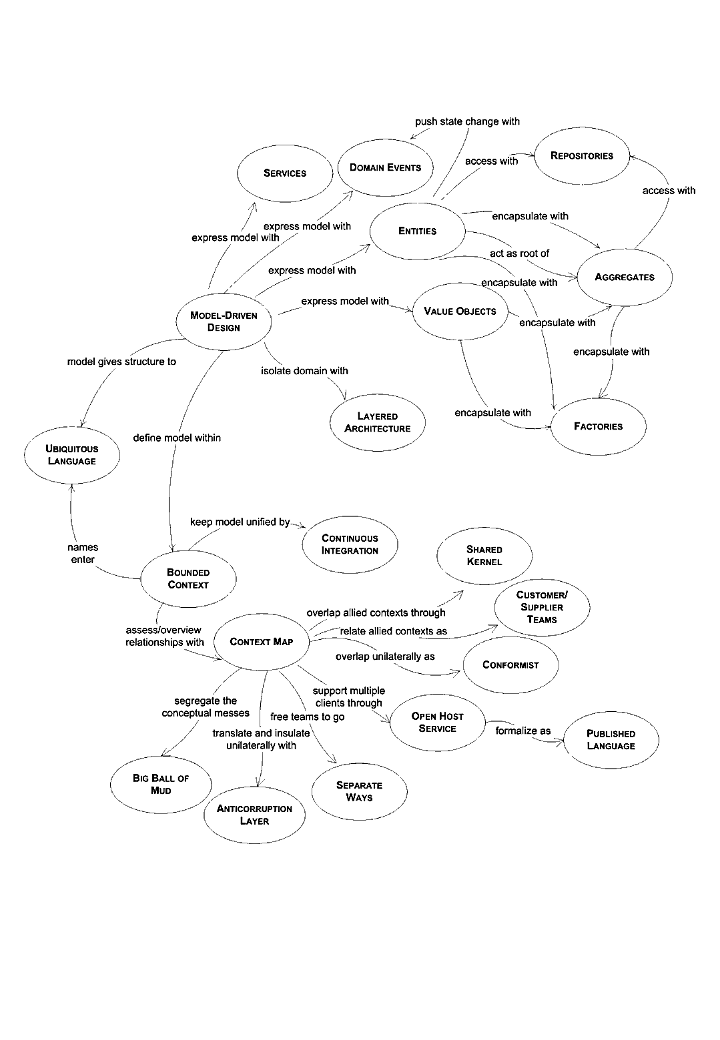 push state change with
SERVICES
DOMAIN EVENTS
access with
REPOSITORIES
access with
express model with
express model with
ENTITIES
encapsulate with
act as root of
express model with
encapsulate with
AGGREGATES
MODEL-DRIVEN
DESIGN
express model with
VALUE OBJECTS
encapsulate with
encapsulate with
model gives structure to
isolate domain with
encapsulate with
LAYERED
ARCHITECTURE
FACTORIES
define model within
UBIQUITOUS
LANGUAGE
keep model unified by
CONTINUOUS
INTEGRATION
names
enter
BOUNDED
CONTEXT
SHARED
KERNEL
CUSTOMER/
SUPPLIER
TEAMS
overlap allied contexts through
assess/overview
relationships with
CONTEXT MAP
relate allied contexts as
overlap unilaterally as
CONFORMIST
segregate the
conceptual messes
support multiple
clients through
free teams to go
translate and insulate
unilaterally with
OPEN HOST
SERVICE
formalize as
PUBLISHED
LANGUAGE
BIG BALL OF
MUD
ANTICORRUPTION
LAYER
SEPARATE
WAYS